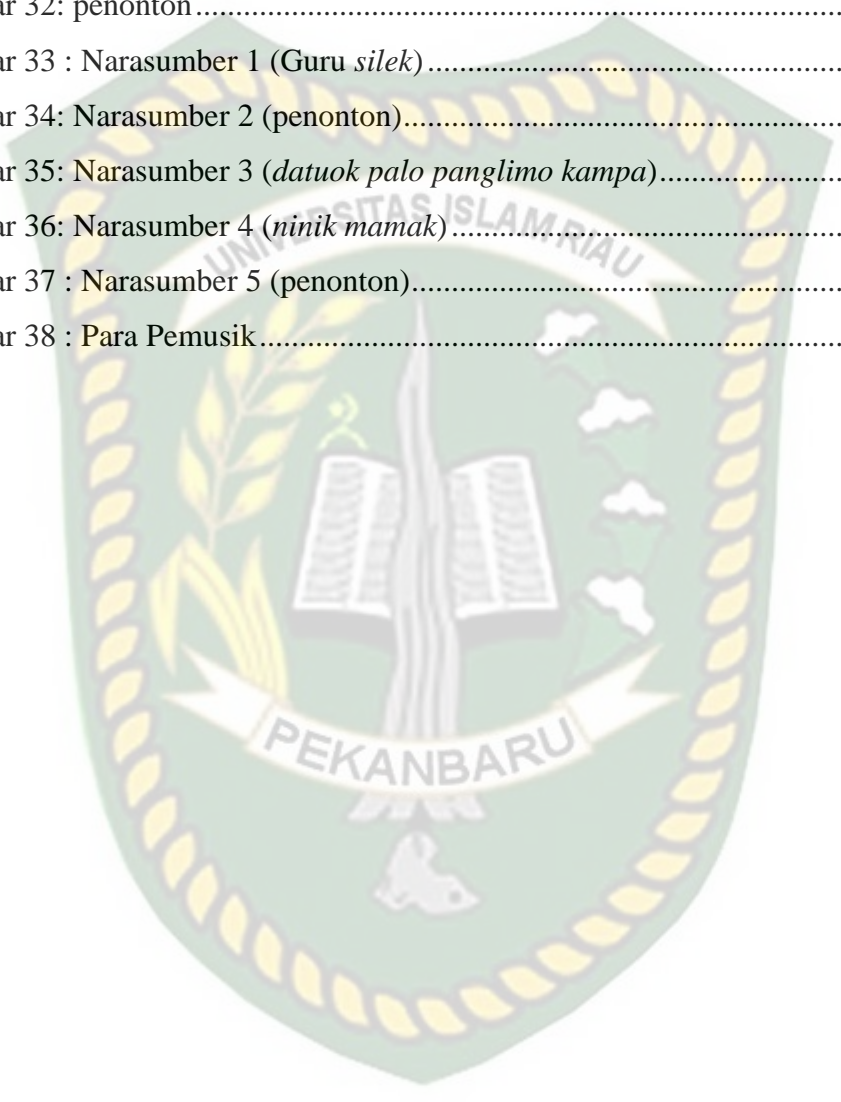 ar 32: penonton........................................................................
ar 33 : Narasumber 1 (Guru silek)........................................................................
ar 34: Narasumber 2 (penonton)........................................................................
ar 35: Narasumber 3 (datuok palo panglimo kampa)........................................
ar 36: Narasumber 4 (ninik mamak)........................................................................
ar 37 : Narasumber 5 (penonton)........................................................................
ar 38 : Para Pemusik........................................................................
UNIVERSITAS ISLAM RIAU
PEKANBARU